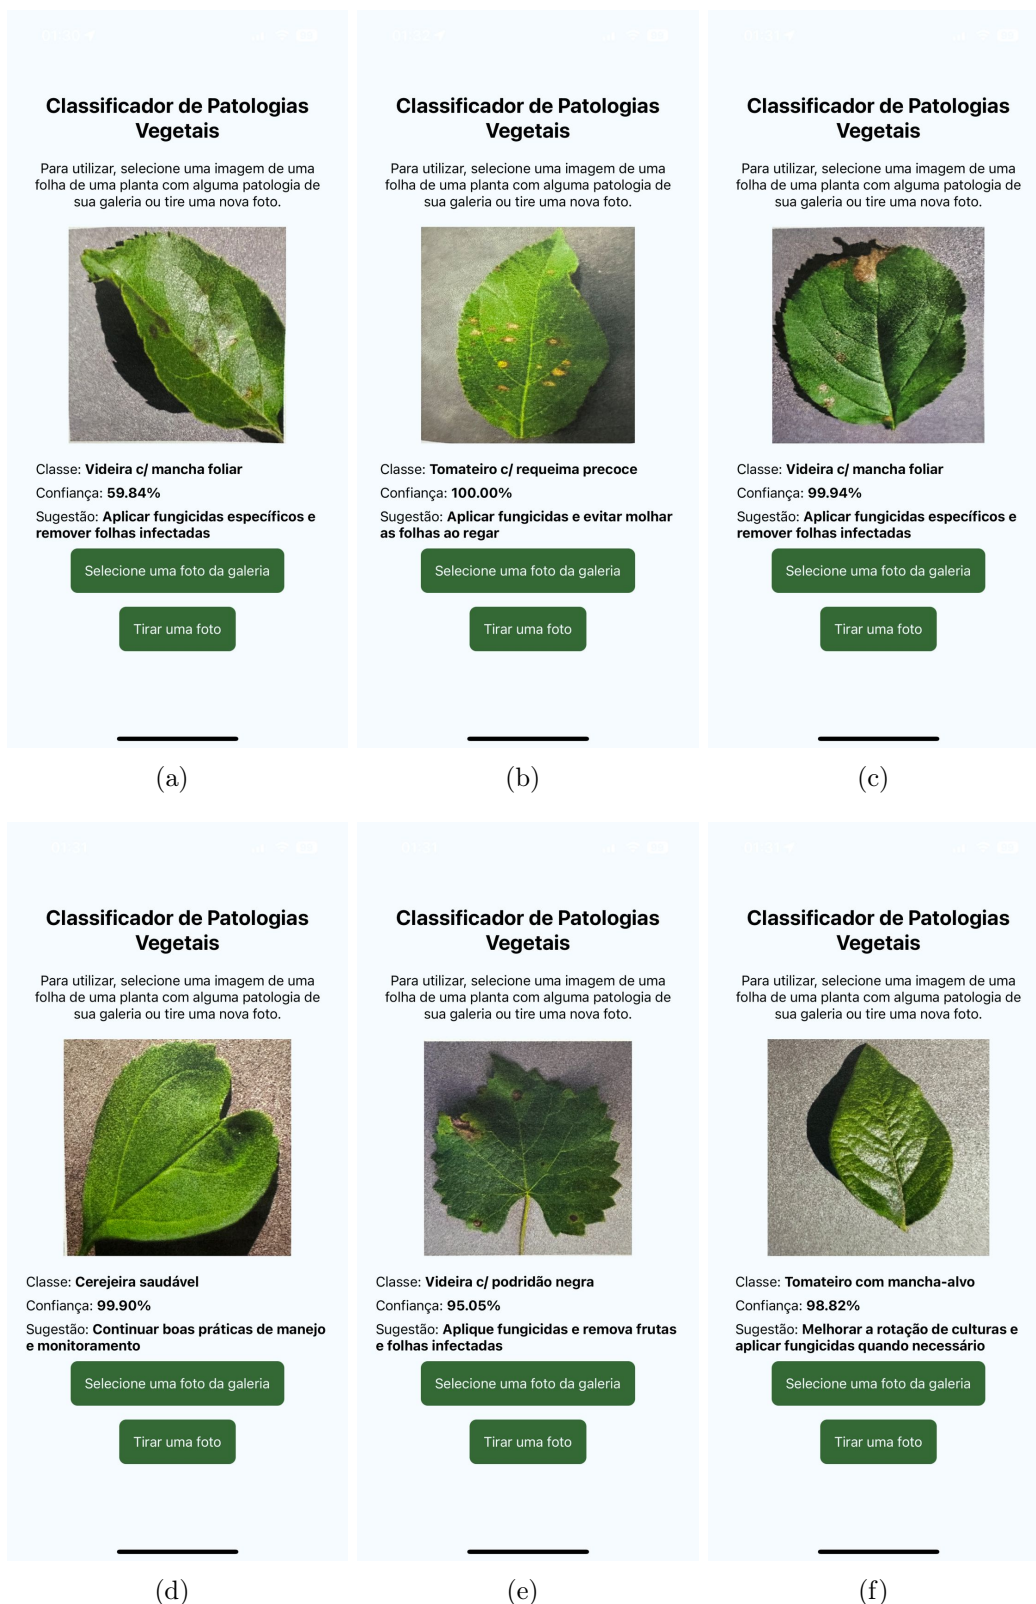 Classificador de Patologias
Vegetais
Para utilizar, selecione uma imagem de uma
folha de uma planta com alguma patologia de
sua galeria ou tire uma nova foto.
Classe: Videira c/ mancha foliar
Confiança: 59.84%
Sugestão: Aplicar fungicidas específicos e
remover folhas infectadas
Selecione uma foto da galeria
Tirar uma foto
(a)
Classificador de Patologias
Vegetais
Para utilizar, selecione uma imagem de uma
folha de uma planta com alguma patologia de
sua galeria ou tire uma nova foto.
Classe: Tomateiro c/ requeima precoce
Confiança: 100.00%
Sugestão: Aplicar fungicidas e evitar molhar
as folhas ao regar
Selecione uma foto da galeria
Tirar uma foto
(b)
Classificador de Patologias
Vegetais
Para utilizar, selecione uma imagem de uma
folha de uma planta com alguma patologia de
sua galeria ou tire uma nova foto.
Classe: Videira c/ mancha foliar
Confiança: 99.94%
Sugestão: Aplicar fungicidas específicos e
remover folhas infectadas
Selecione uma foto da galeria
Tirar uma foto
(c)
Classificador de Patologias
Vegetais
Para utilizar, selecione uma imagem de uma
folha de uma planta com alguma patologia de
sua galeria ou tire uma nova foto.
Classe: Cerejeira saudável
Confiança: 99.90%
Sugestão: Continuar boas práticas de manejo
e monitoramento
Selecione uma foto da galeria
Tirar uma foto
(d)
Classificador de Patologias
Vegetais
Para utilizar, selecione uma imagem de uma
folha de uma planta com alguma patologia de
sua galeria ou tire uma nova foto.
Classe: Videira c/ podridão negra
Confiança: 95.05%
Sugestão: Aplique fungicidas e remova frutas
e folhas infectadas
Selecione uma foto da galeria
Tirar uma foto
(e)
Classificador de Patologias
Vegetais
Para utilizar, selecione uma imagem de uma
folha de uma planta com alguma patologia de
sua galeria ou tire uma nova foto.
Classe: Tomateiro com mancha-alvo
Confiança: 98.82%
Sugestão: Melhorar a rotação de culturas e
aplicar fungicidas quando necessário
Selecione uma foto da galeria
Tirar uma foto
(f)